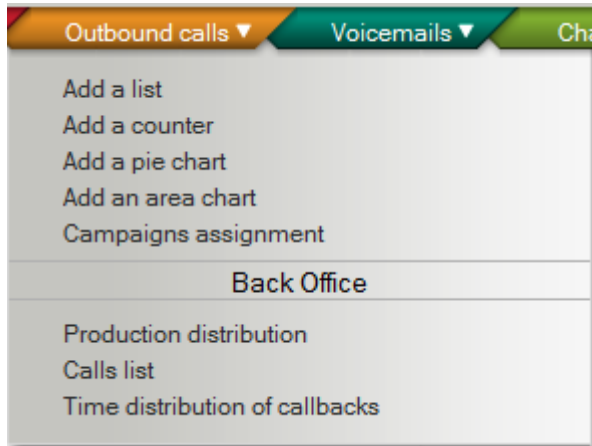 Outbound calls ▼ Voicemails ▼
Add a list
Add a counter
Add a pie chart
Add an area chart
Campaigns assignment
Back Office
Production distribution
Calls list
Time distribution of callbacks